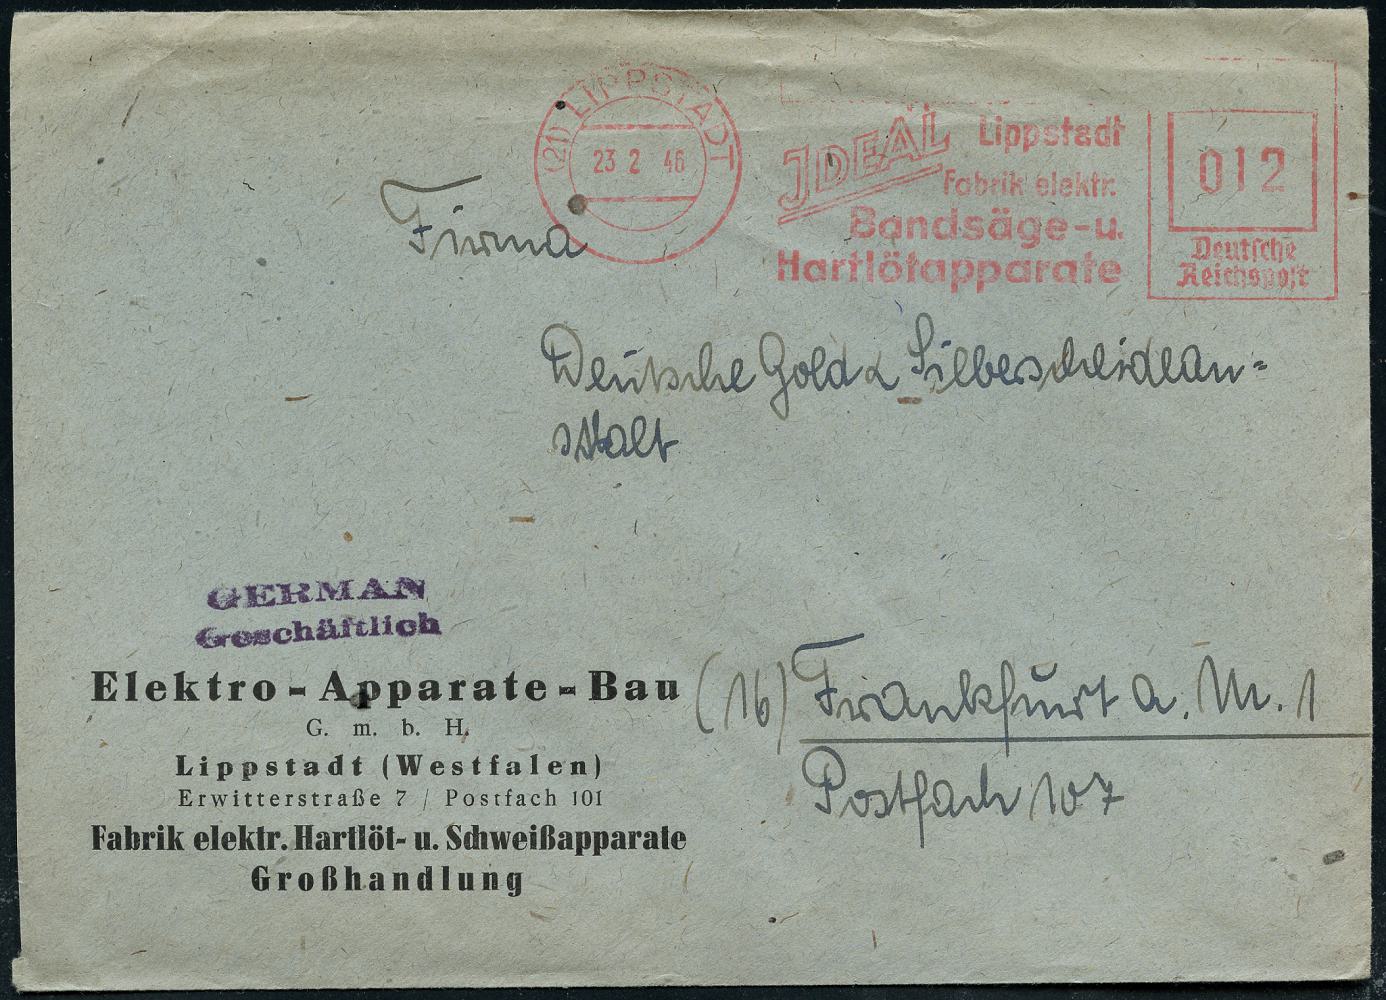 (21) LIPPSTADT
23 2 46
JDEAL Lippstadt
Fabrik elektr.
Bandsäge-u.
Hartlötapparate
012
Deutsche
Reichspost
Firma
Deutsche Gold & Silberscheidean=
stalt
GERMAN
Geschäftlich
Elektro-Apparate-Bau
G. m. b. H.
Lippstadt (Westfalen)
Erwitterstraße 7 / Postfach 101
Fabrik elektr. Hartlöt- u. Schweißapparate
Großhandlung
(16) Frankfurt a. M. 1
Postfach 107